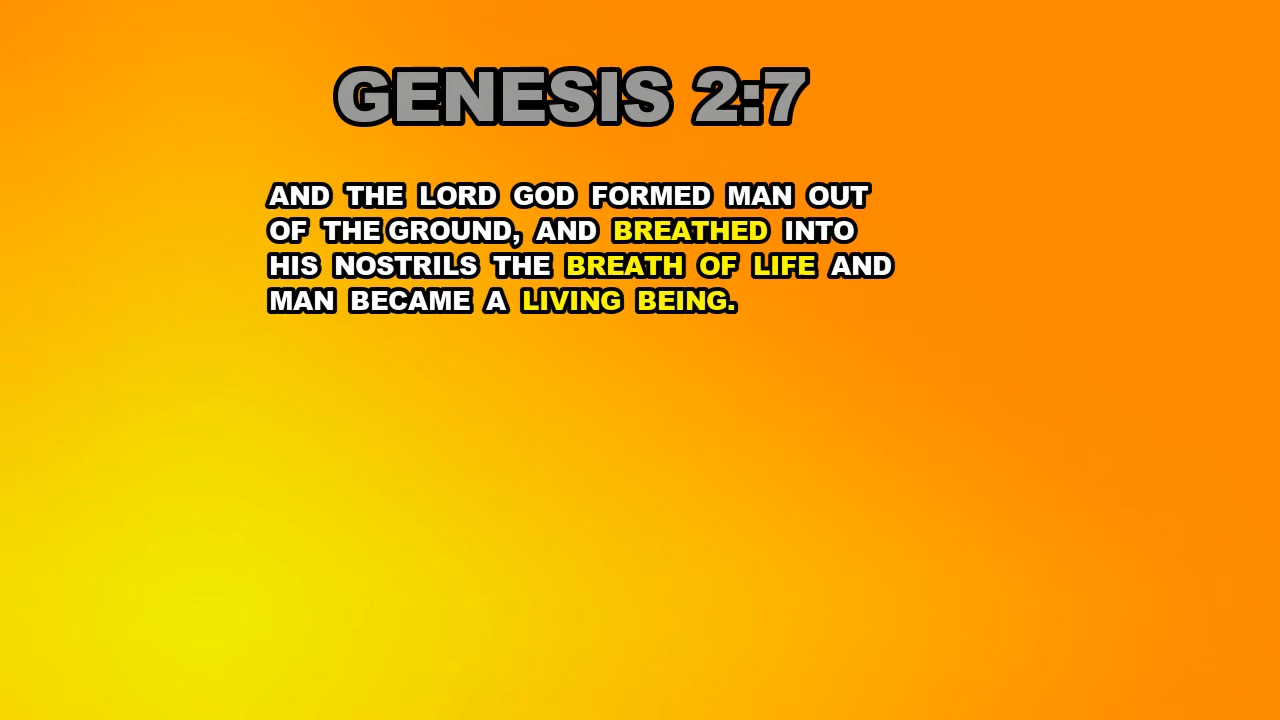 GENESIS 2:7
AND THE LORD GOD FORMED MAN OUT
OF THE GROUND, AND BREATHED INTO
HIS NOSTRILS THE BREATH OF LIFE AND
MAN BECAME A LIVING BEING.